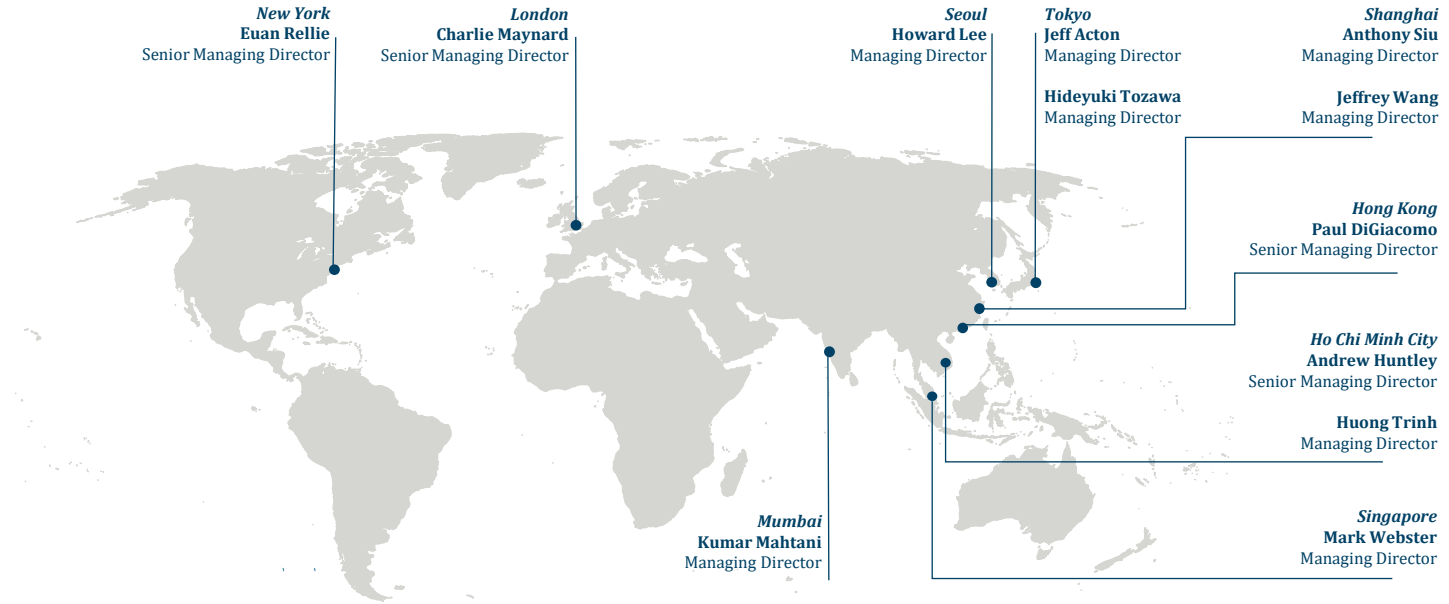 New York
Euan Rellie
Senior Managing Director
London
Charlie Maynard
Senior Managing Director
Seoul
Howard Lee
Managing Director
Tokyo
Jeff Acton
Managing Director
Hideyuki Tozawa
Managing Director
Shanghai
Anthony Siu
Managing Director
Jeffrey Wang
Managing Director
Hong Kong
Paul DiGiacomo
Senior Managing Director
Ho Chi Minh City
Andrew Huntley
Senior Managing Director
Huong Trinh
Managing Director
Mumbai
Kumar Mahtani
Managing Director
Singapore
Mark Webster
Managing Director